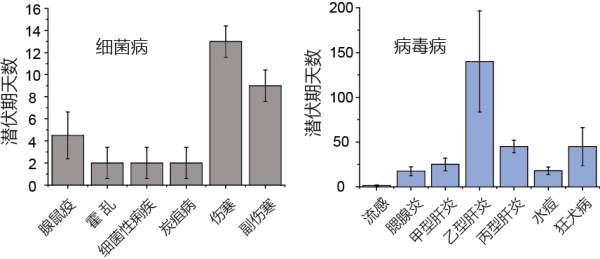 细菌病
潜伏期天数
16
14
12
10
8
6
4
2
0
腺鼠疫
霍乱
细菌性痢疾
炭疽病
伤寒
副伤寒
病毒病
潜伏期天数
200
150
100
50
0
流感
腮腺炎
甲型肝炎
乙型肝炎
丙型肝炎
水痘
狂犬病